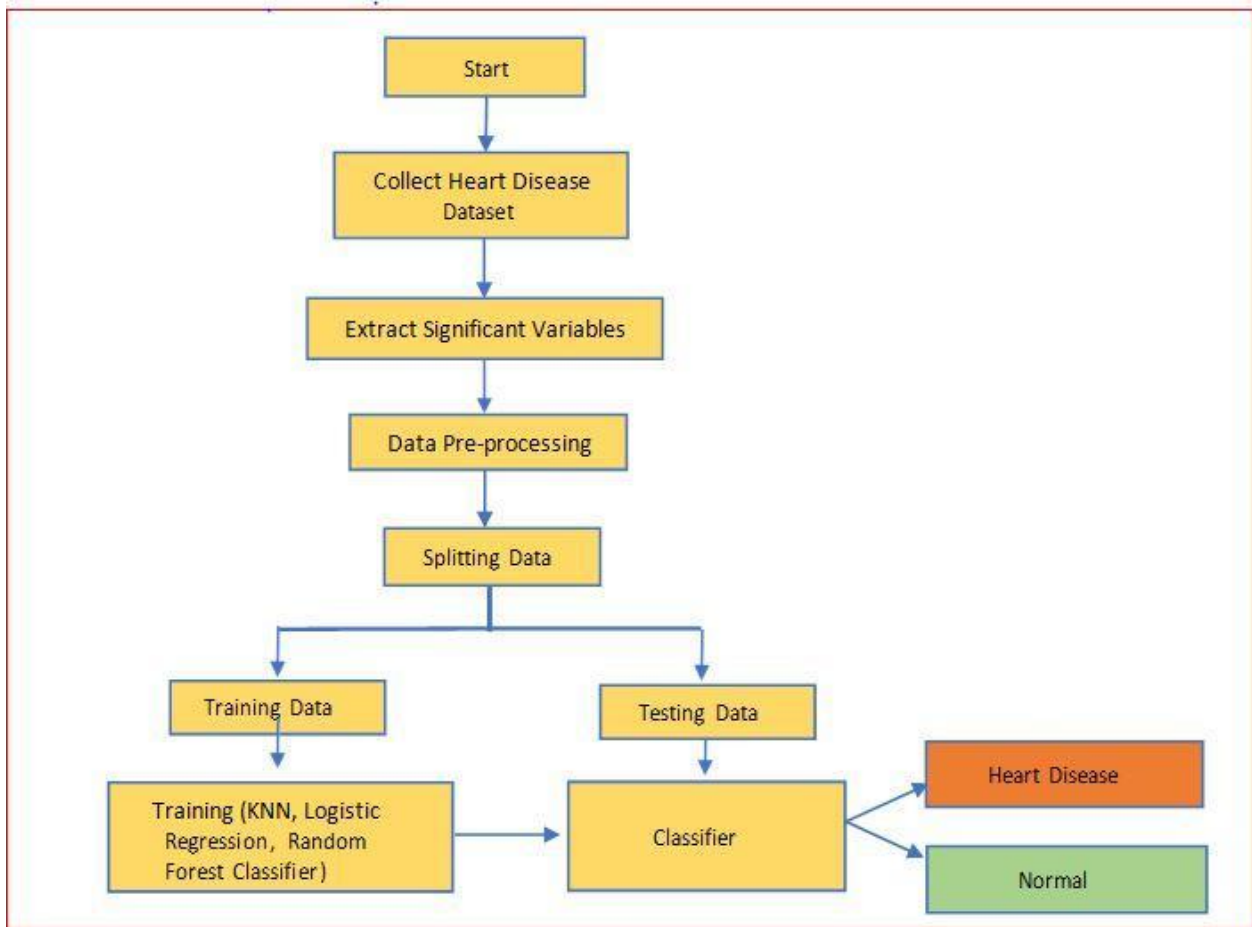 Start
Collect Heart Disease
Dataset
Extract Significant Variables
Data Pre-processing
Splitting Data
Training Data
Testing Data
Training (KNN, Logistic
Regression, Random
Forest Classifier)
Classifier
Heart Disease
Normal